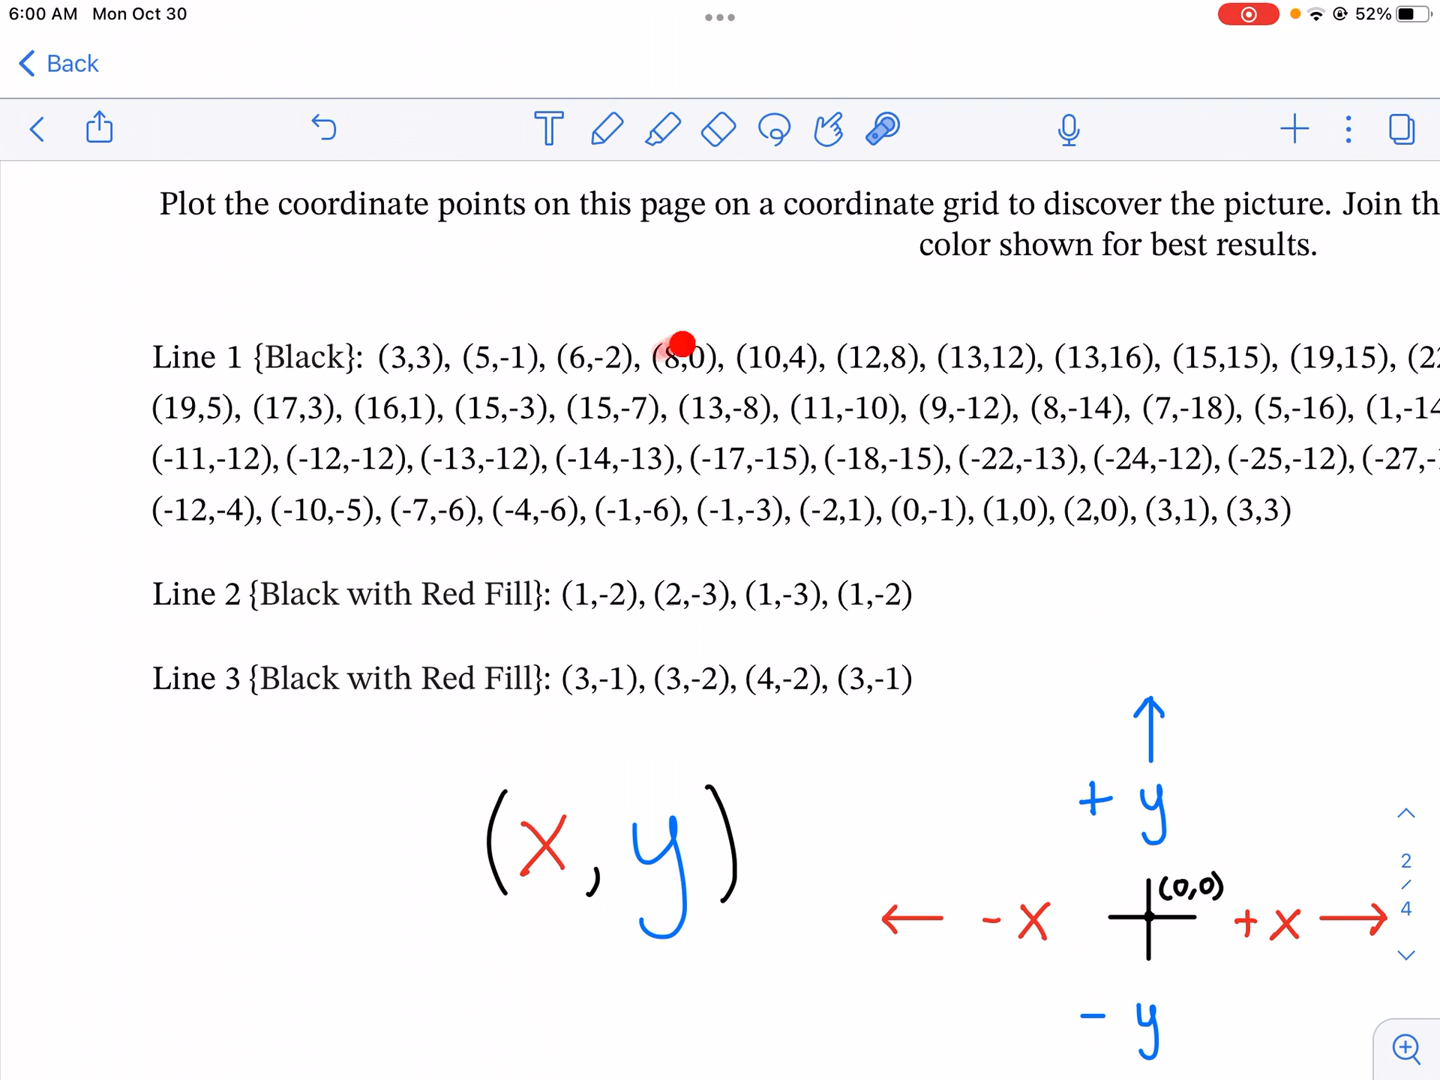 6:00 AM Mon Oct 30
52%
Back
Plot the coordinate points on this page on a coordinate grid to discover the picture. Join th
color shown for best results.
Line 1 {Black}: (3,3), (5,-1), (6,-2), (8,0), (10,4), (12,8), (13,12), (13,16), (15,15), (19,15), (22
(19,5), (17,3), (16,1), (15,-3), (15,-7), (13,-8), (11,-10), (9,-12), (8,-14), (7,-18), (5,-16), (1,-14
(-11,-12), (-12,-12), (-13,-12), (-14,-13), (-17,-15), (-18,-15), (-22,-13), (-24,-12), (-25,-12), (-27,-
(-12,-4), (-10,-5), (-7,-6), (-4,-6), (-1,-6), (-1,-3), (-2,1), (0,-1), (1,0), (2,0), (3,1), (3,3)
Line 2 {Black with Red Fill}: (1,-2), (2,-3), (1,-3), (1,-2)
Line 3 {Black with Red Fill}: (3,-1), (3,-2), (4,-2), (3,-1)
(x, y)
+ y
(0,0)
- x
+ x
- y
2
/
4